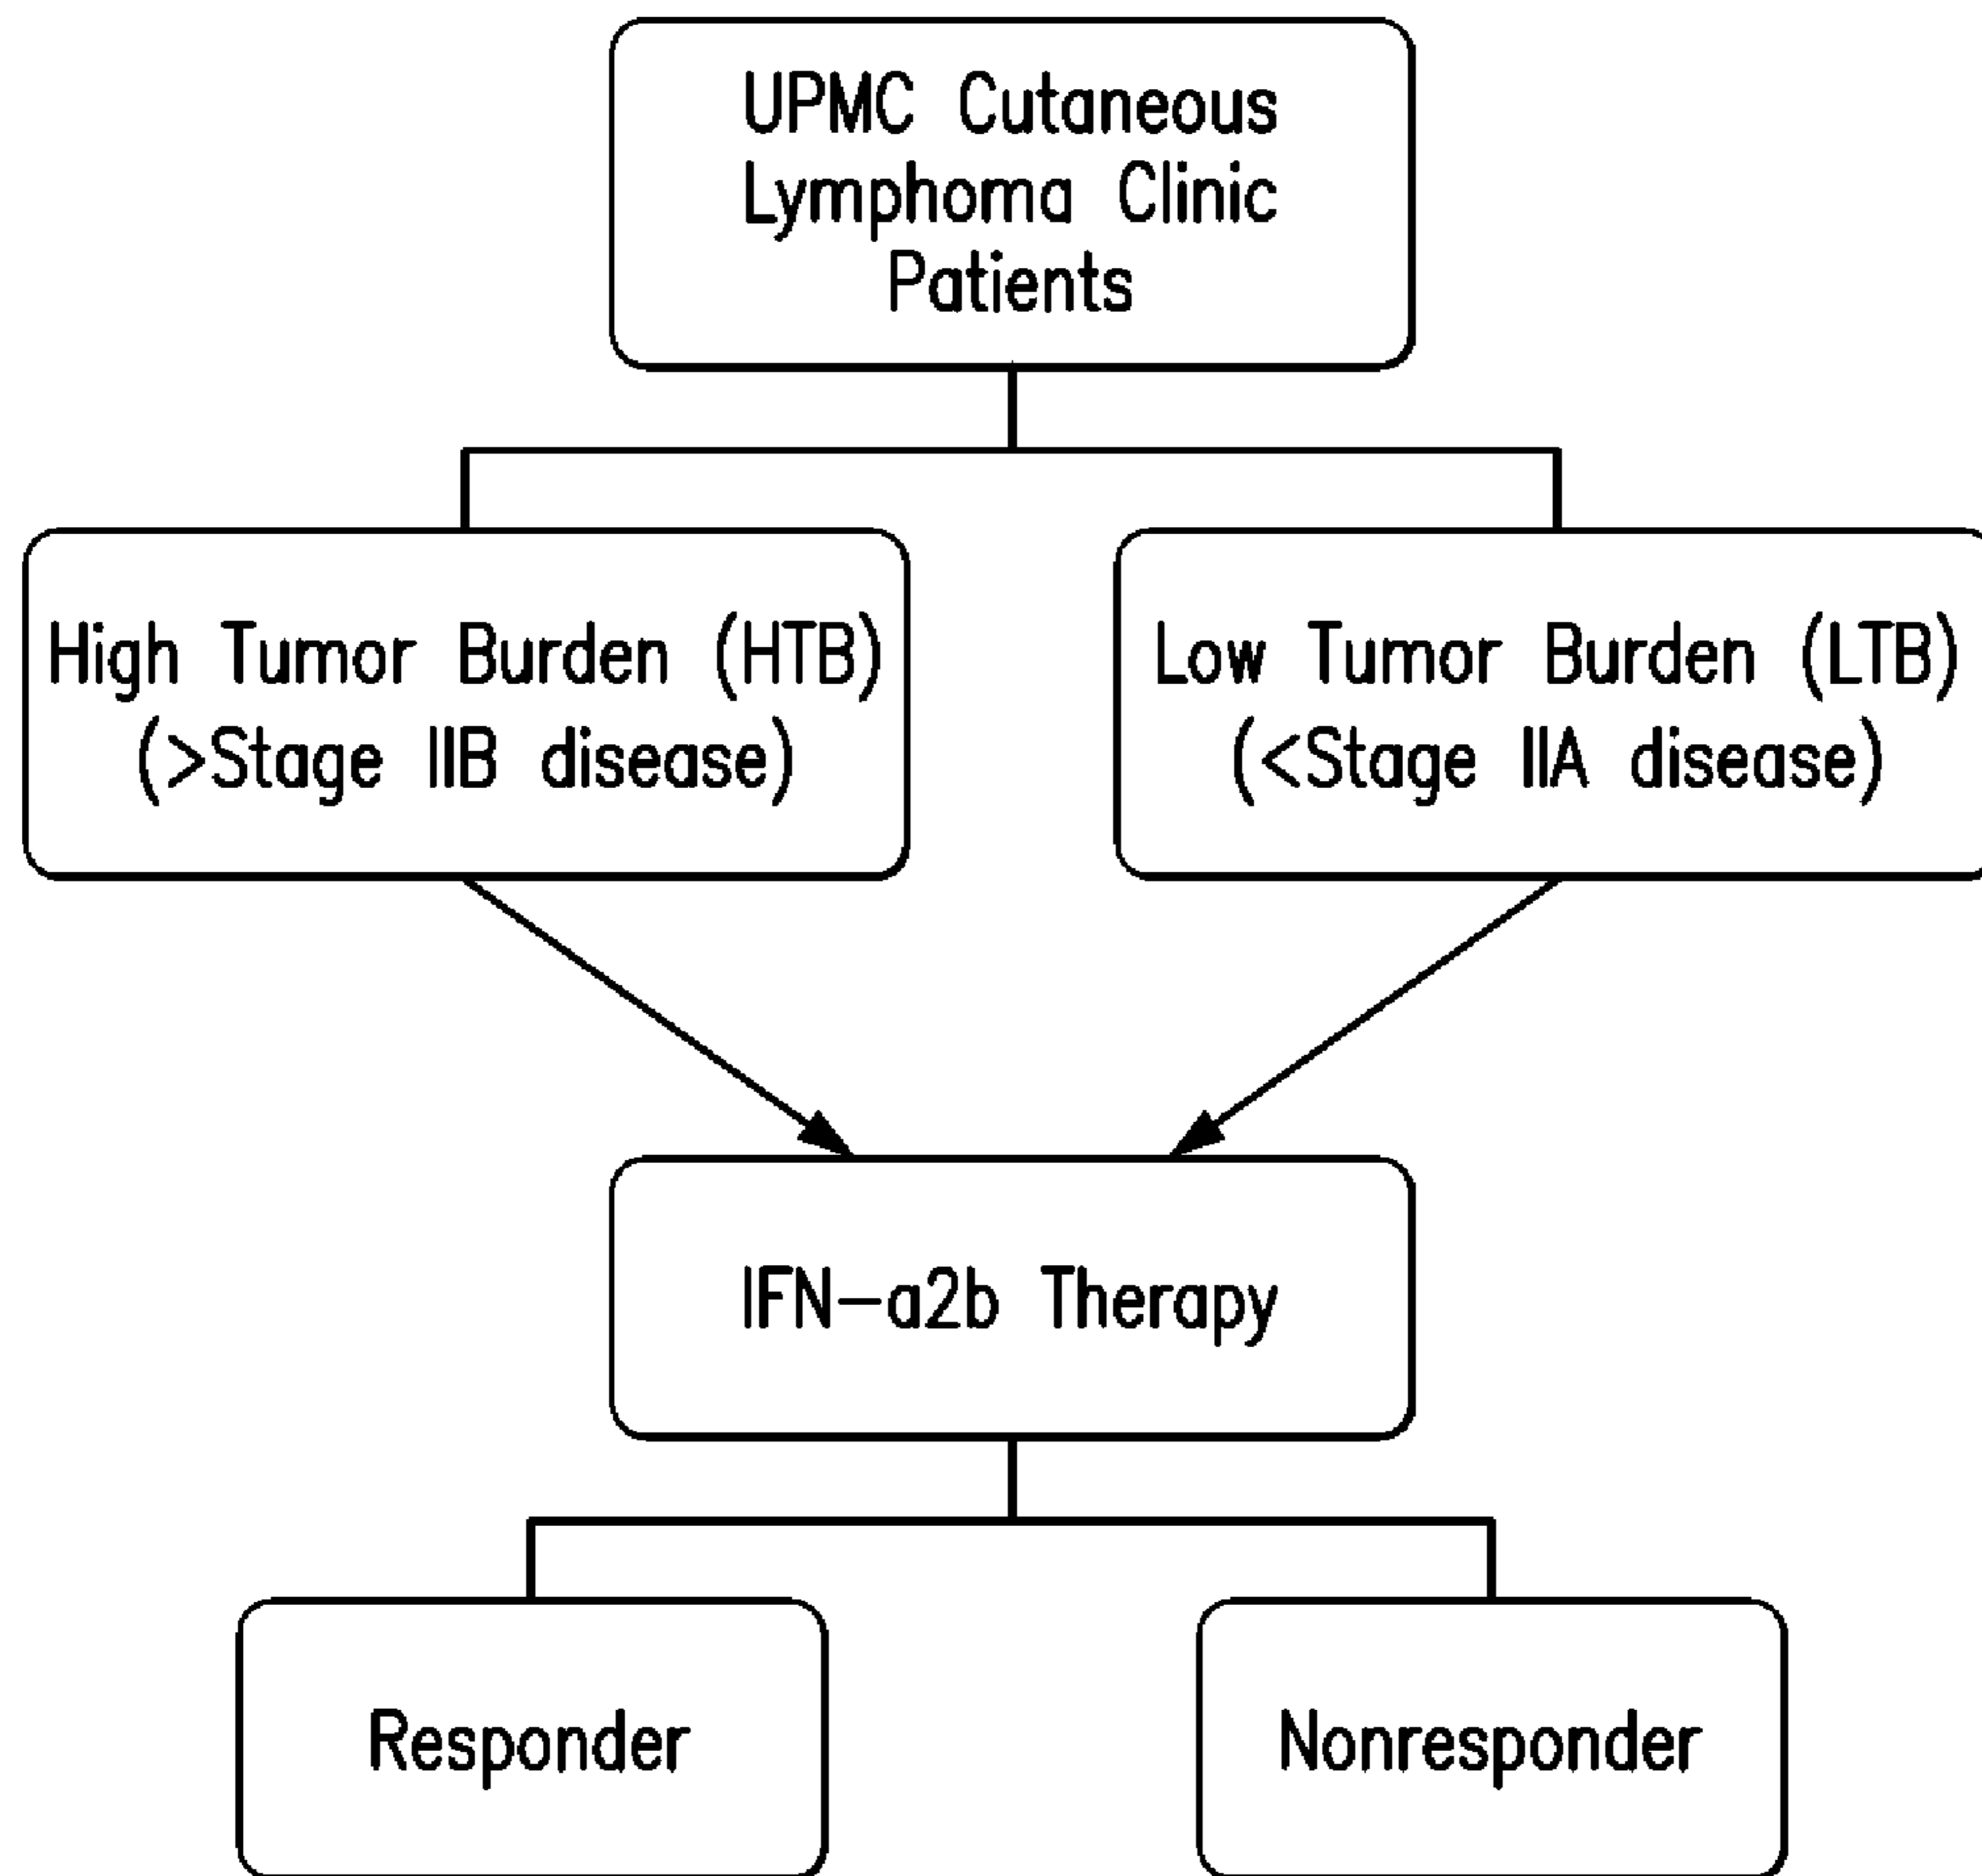 UPMC Cutaneous
Lymphoma Clinic
Patients
High Tumor Burden (HTB)
(>Stage IIB disease)
Low Tumor Burden (LTB)
(<Stage IIA disease)
IFN-a2b Therapy
Responder
Nonresponder